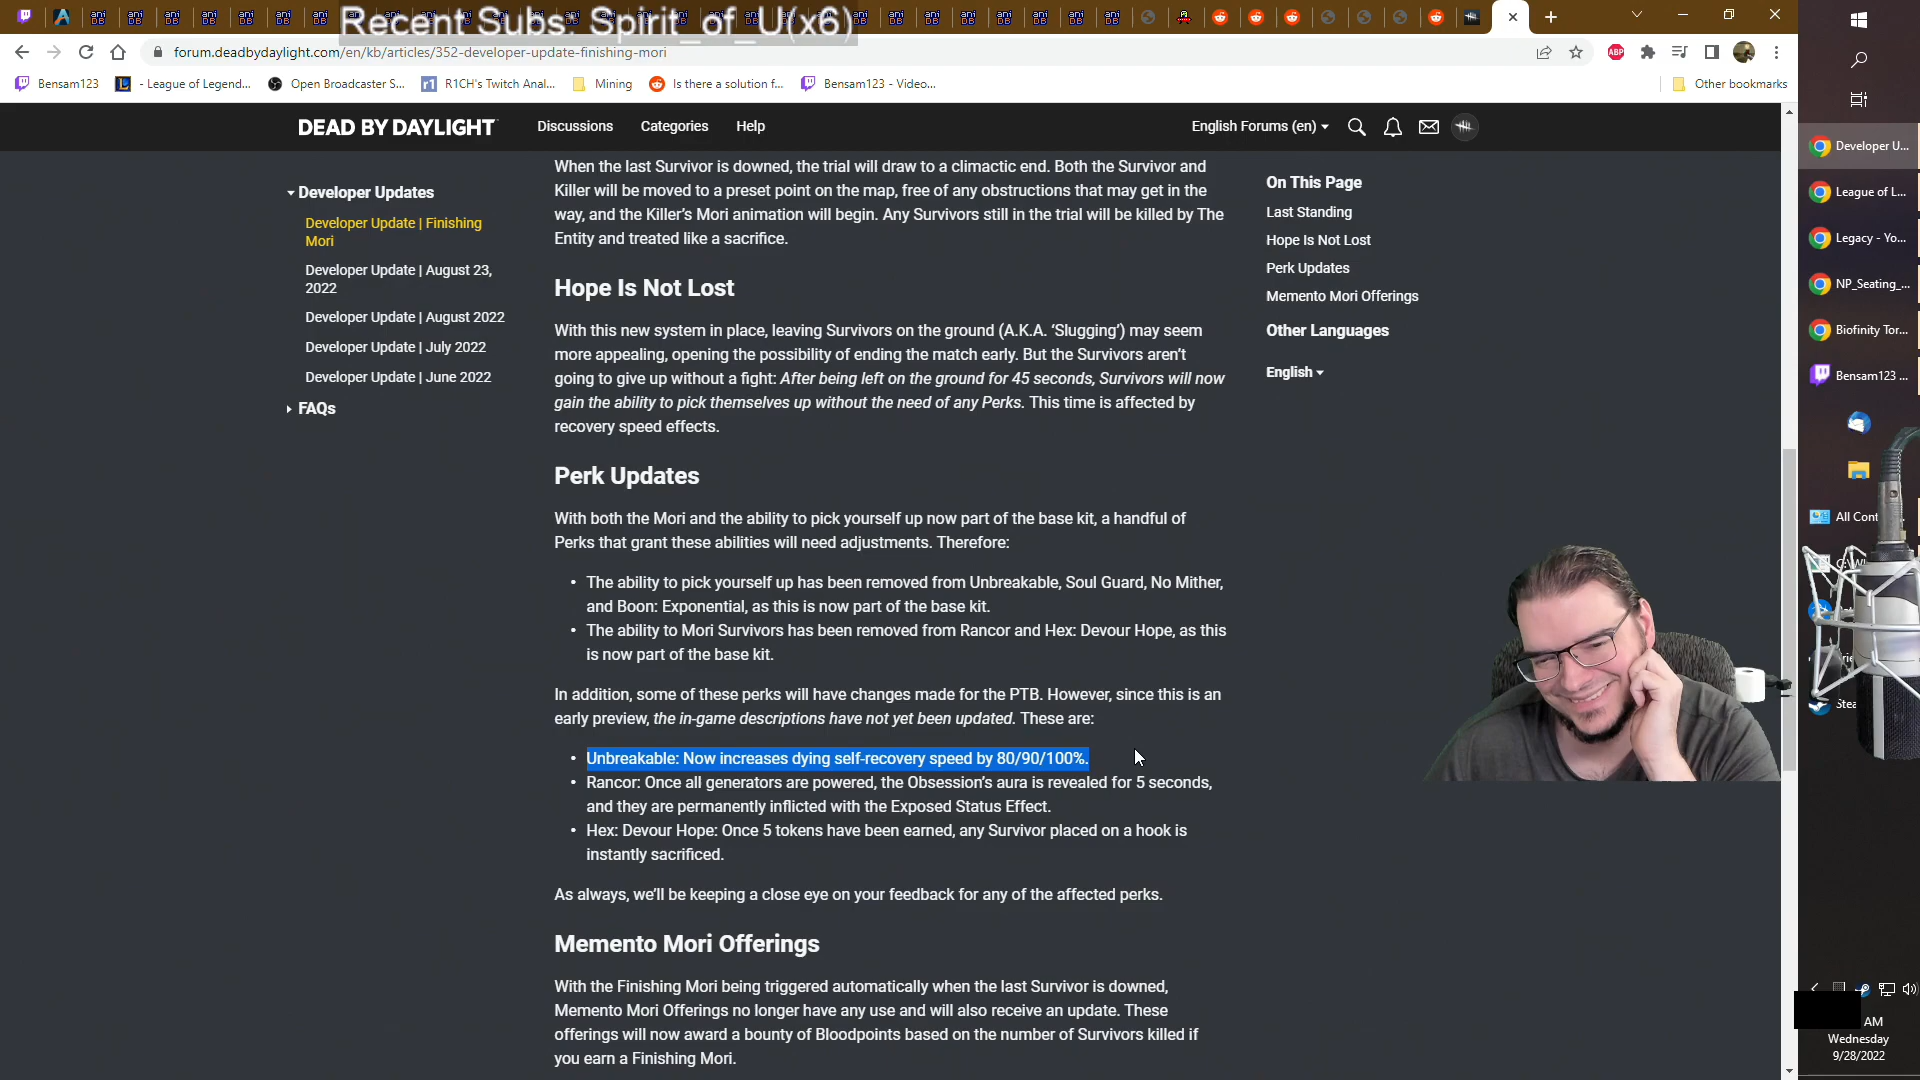 Recent Subs: Spirit_of_U(x6)
forum.deadbydaylight.com/en/kb/articles/352-developer-update-finishing-mori
Bensam123
- League of Legend...
Open Broadcaster S...
R1CH's Twitch Anal...
Mining
Is there a solution f...
Bensam123 - Video...
Other bookmarks
DEAD BY DAYLIGHT
Discussions
Categories
Help
English Forums (en)
Developer Updates
Developer Update | Finishing
Mori
Developer Update | August 23,
2022
Developer Update | August 2022
Developer Update | July 2022
Developer Update | June 2022
FAQs
When the last Survivor is downed, the trial will draw to a climactic end. Both the Survivor and
Killer will be moved to a preset point on the map, free of any obstructions that may get in the
way, and the Killer's Mori animation will begin. Any Survivors still in the trial will be killed by The
Entity and treated like a sacrifice.
Hope Is Not Lost
With this new system in place, leaving Survivors on the ground (A.K.A. 'Slugging') may seem
more appealing, opening the possibility of ending the match early. But the Survivors aren't
going to give up without a fight: After being left on the ground for 45 seconds, Survivors will now
gain the ability to pick themselves up without the need of any Perks. This time is affected by
recovery speed effects.
Perk Updates
With both the Mori and the ability to pick yourself up now part of the base kit, a handful of
Perks that grant these abilities will need adjustments. Therefore:
• The ability to pick yourself up has been removed from Unbreakable, Soul Guard, No Mither,
and Boon: Exponential, as this is now part of the base kit.
• The ability to Mori Survivors has been removed from Rancor and Hex: Devour Hope, as this
is now part of the base kit.
In addition, some of these perks will have changes made for the PTB. However, since this is an
early preview, the in-game descriptions have not yet been updated. These are:
• Unbreakable: Now increases dying self-recovery speed by 80/90/100%.
• Rancor: Once all generators are powered, the Obsession's aura is revealed for 5 seconds,
and they are permanently inflicted with the Exposed Status Effect.
• Hex: Devour Hope: Once 5 tokens have been earned, any Survivor placed on a hook is
instantly sacrificed.
As always, we'll be keeping a close eye on your feedback for any of the affected perks.
Memento Mori Offerings
With the Finishing Mori being triggered automatically when the last Survivor is downed,
Memento Mori Offerings no longer have any use and will also receive an update. These
offerings will now award a bounty of Bloodpoints based on the number of Survivors killed if
you earn a Finishing Mori.
On This Page
Last Standing
Hope Is Not Lost
Perk Updates
Memento Mori Offerings
Other Languages
English
Developer U...
League of L...
Legacy - Yo...
NP_Seating_...
Biofinity Tor...
Bensam123 ...
All Cont
AM
Wednesday
9/28/2022